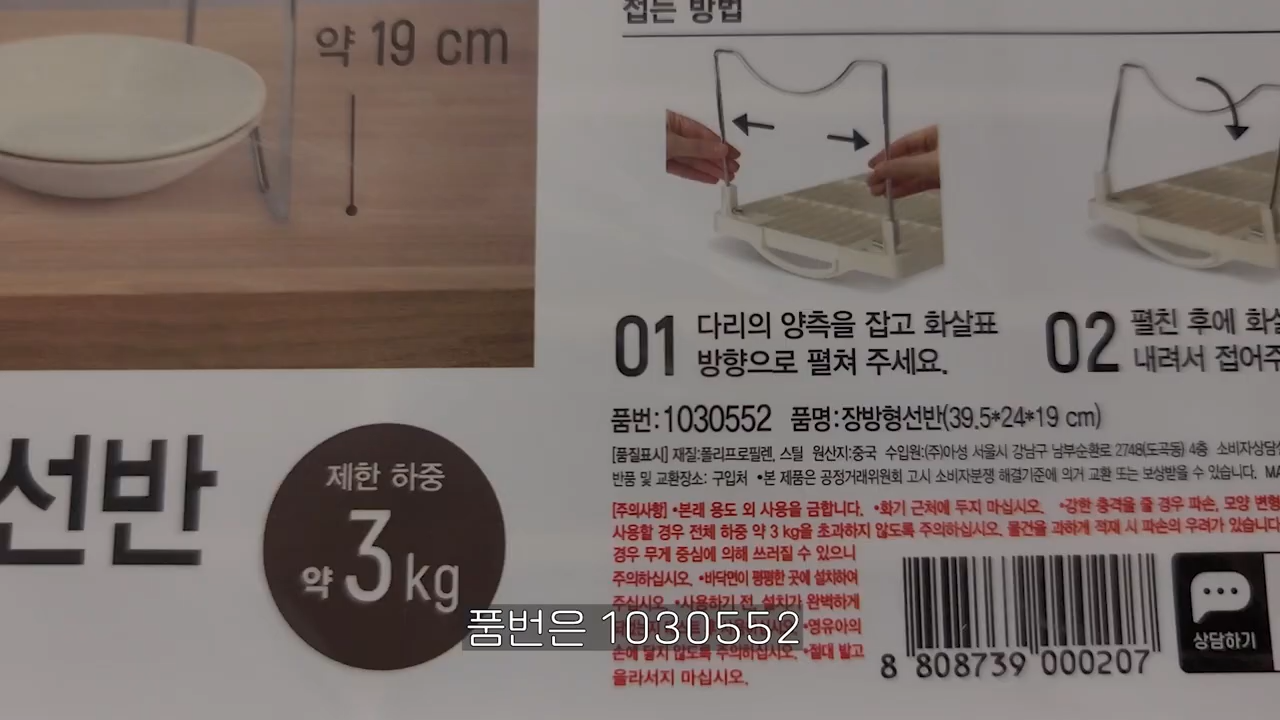 약 19 cm
접는 방법
01 다리의 양측을 잡고 화살표
방향으로 펼쳐 주세요.
02 펼친 후에
내려서
품번:1030552 품명:장방형선반(39.5*24*19 cm)
[품질표시] 재질:폴리프로필렌, 스틸 원산지:중국 수입원:(주)아성 서울시 강남구 남부순환로 2748(도곡동) 4층
반품 및 교환장소: 구입처 •본 제품은 공정거래위원회 고시 소비자분쟁 해결기준에 의거 교환 또는 보상받을 수 있습니다.
[주의사항] •본래 용도 외 사용을 금합니다. •화기 근처에 두지 마십시오. •강한 충격을 줄 경우 파손, 모양 변형
사용할 경우 전체 하중 약 3 kg을 초과하지 않도록 주의하십시오. 물건을 과하게 적재 시 파손의 우려가 있습니다
경우 무게 중심에 의해 쓰러질 수 있으니
주의하십시오. •바닥면이 평평한 곳에 설치하여
주십시오. •사용하기 전, 설치가 완벽하게
•영유아의
손에 닿지 않도록 주의하십시오. •절대 밟고
올라서지 마십시오.
선반
제한 하중
약 3 kg
8 808739 000207
상담하기
품번은 1030552